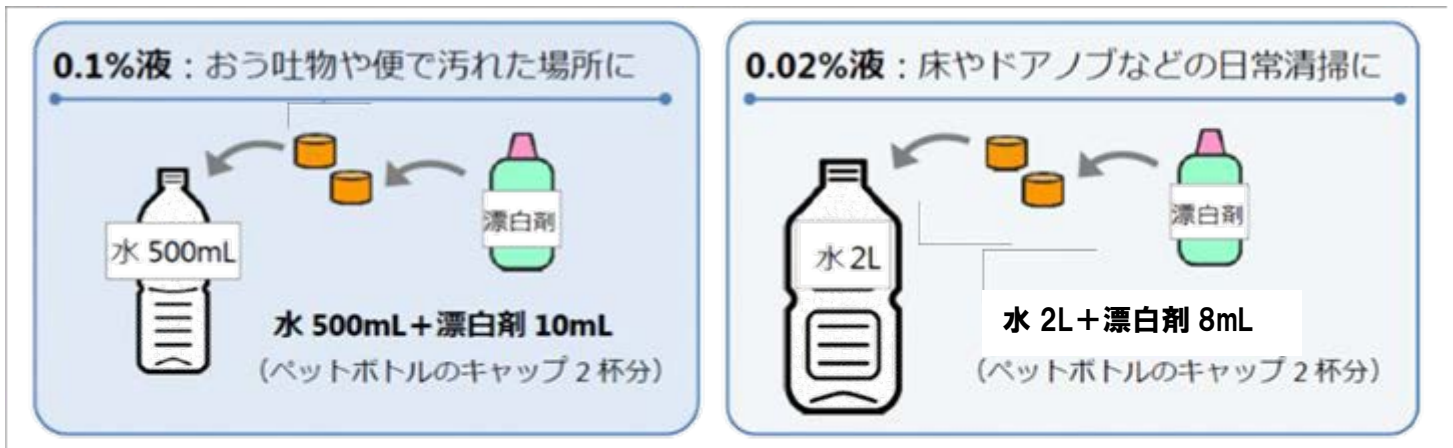 0.1%液：おう吐物や便で汚れた場所に
漂白剤
水 500mL
水 500mL＋漂白剤 10mL
（ペットボトルのキャップ 2 杯分）
0.02%液：床やドアノブなどの日常清掃に
漂白剤
水 2L
水 2L＋漂白剤 8mL
（ペットボトルのキャップ 2 杯分）